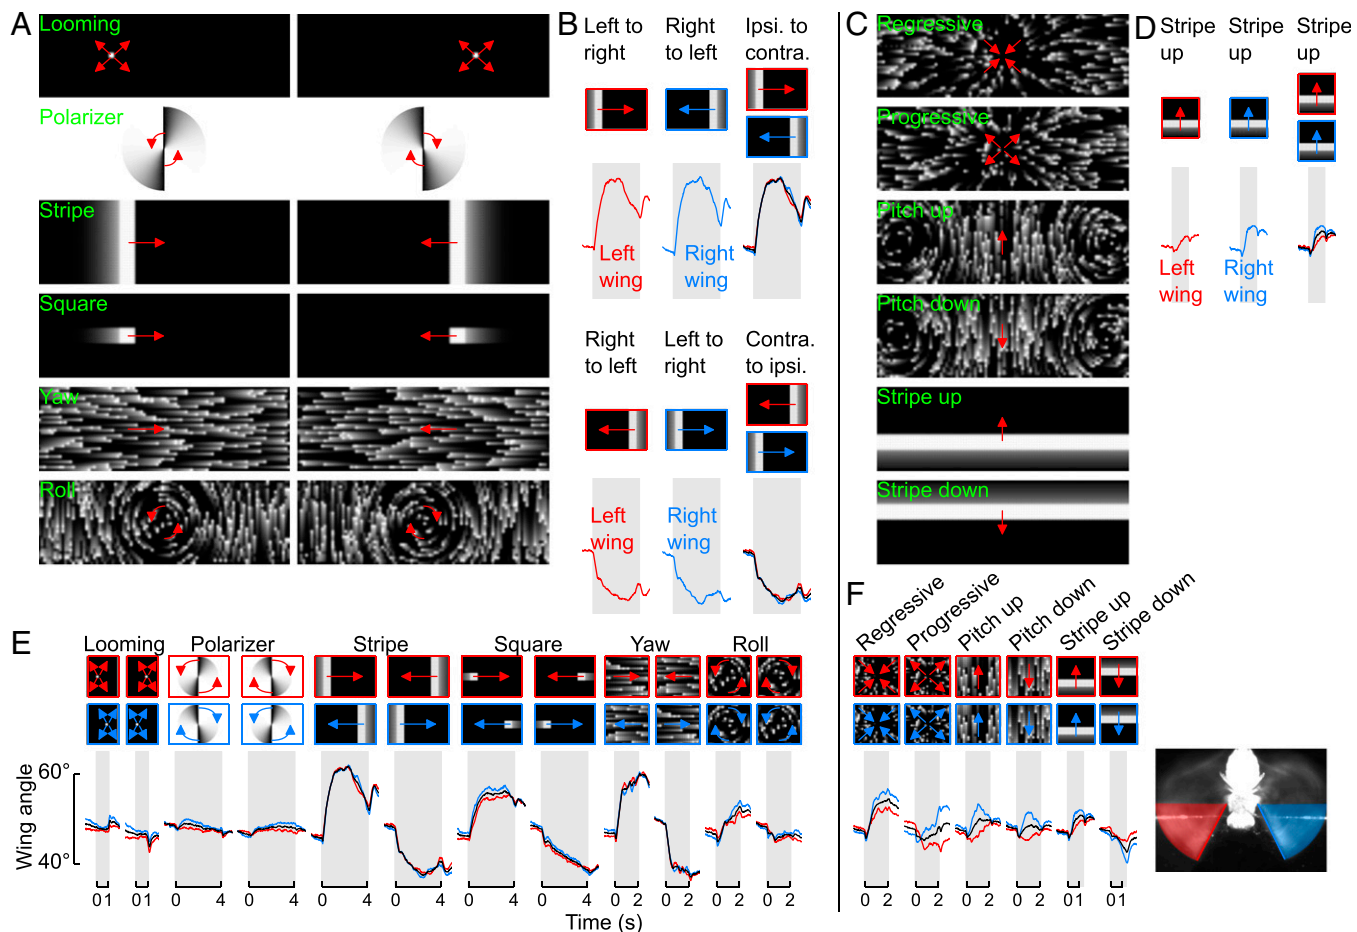 A
Looming
Polarizer
Stripe
Square
Yaw
Roll
B
Left to
right
Right
to left
Ipsi. to
contra.
Left
wing
Right
wing
Right
to left
Left to
right
Contra.
to ipsi.
Left
wing
Right
wing
C
Regressive
Progressive
Pitch up
Pitch down
Stripe up
Stripe down
D
Stripe
up
Stripe
up
Stripe
up
Left
wing
Right
wing
E
Looming Polarizer Stripe Square Yaw Roll
Wing angle
60°
40°
0 1 0 1 0 4 0 4 0 4 0 4 0 4 0 4 0 2 0 2 0 2 0 2
Time (s)
F
Regressive
Progressive
Pitch up
Pitch down
Stripe up
Stripe down
0 2 0 2 0 2 0 2 0 1 0 1